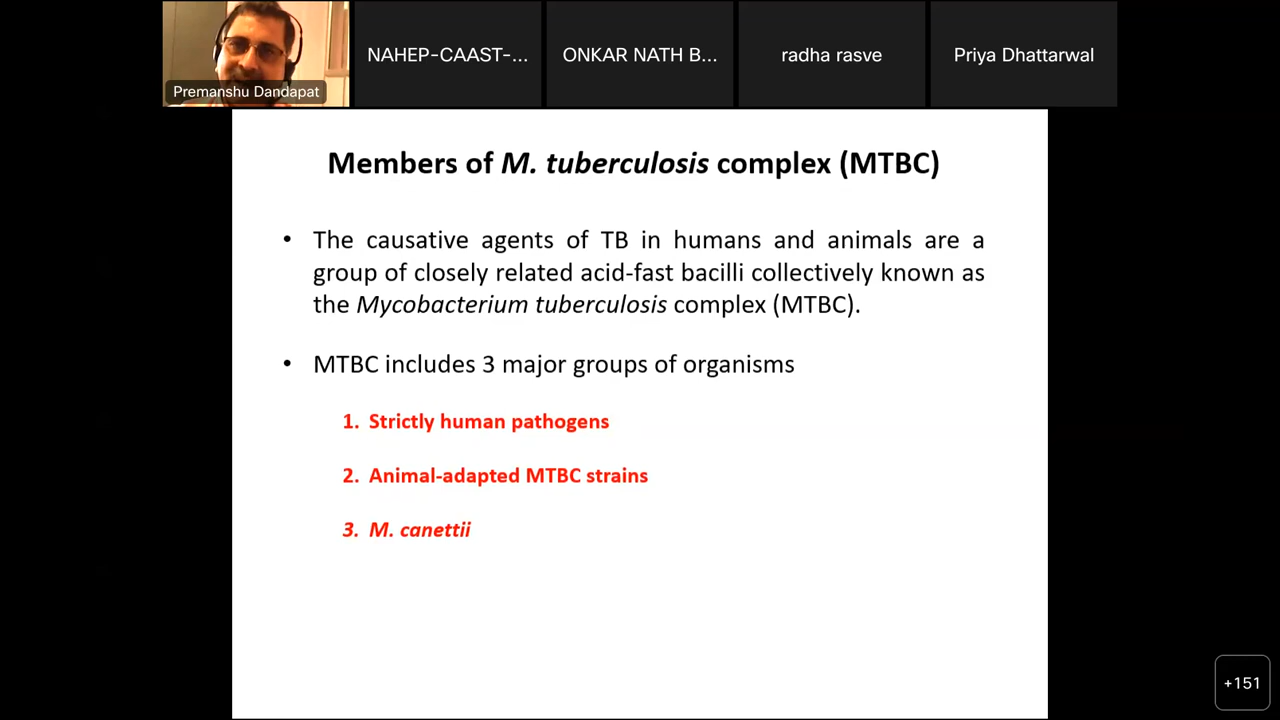 Premanshu Dandapat
NAHEP-CAAST-...
ONKAR NATH B...
radha rasve
Priya Dhattarwal
Members of M. tuberculosis complex (MTBC)
• The causative agents of TB in humans and animals are a
group of closely related acid-fast bacilli collectively known as
the Mycobacterium tuberculosis complex (MTBC).
• MTBC includes 3 major groups of organisms
1. Strictly human pathogens
2. Animal-adapted MTBC strains
3. M. canettii
+151